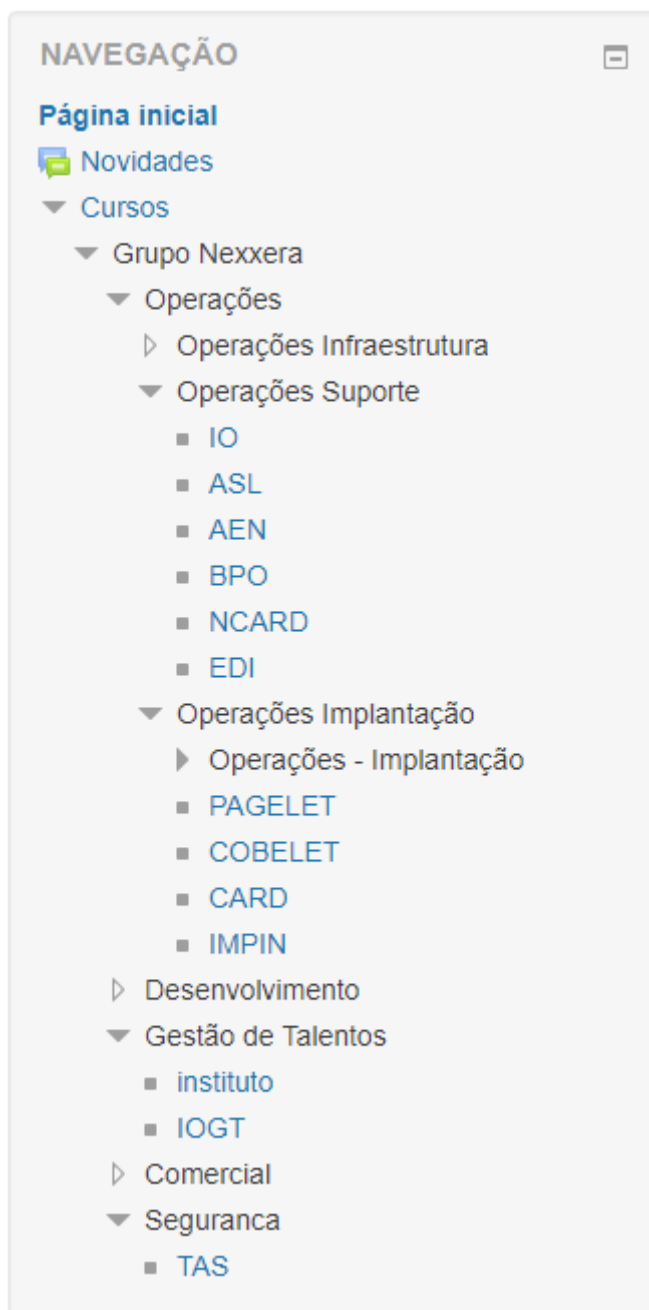 NAVEGAÇÃO
Página inicial
Novidades
Cursos
Grupo Nexxera
Operações
Operações Infraestrutura
Operações Suporte
IO
ASL
AEN
BPO
NCARD
EDI
Operações Implantação
Operações - Implantação
PAGELET
COBELET
CARD
IMPIN
Desenvolvimento
Gestão de Talentos
instituto
IOGT
Comercial
Seguranca
TAS